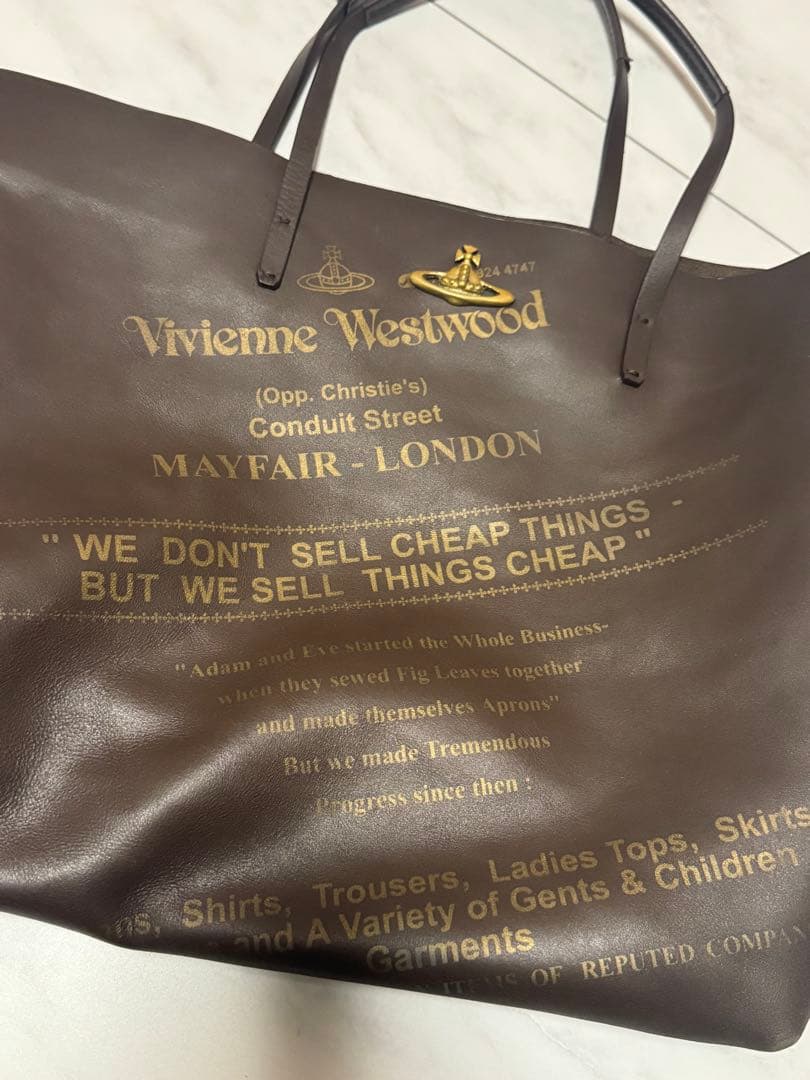 924 4747
Vivienne Westwood
(Opp. Christie's)
Conduit Street
MAYFAIR - LONDON
" WE DON'T SELL CHEAP THINGS -
BUT WE SELL THINGS CHEAP "
"Adam and Eve started the Whole Business-
when they sewed Fig Leaves together
and made themselves Aprons"
But we made Tremendous
Progress since then :
Shirts, Trousers, Ladies Tops, Skirts
and A Variety of Gents & Children
Garments
ITEMS OF REPUTED COMPAN